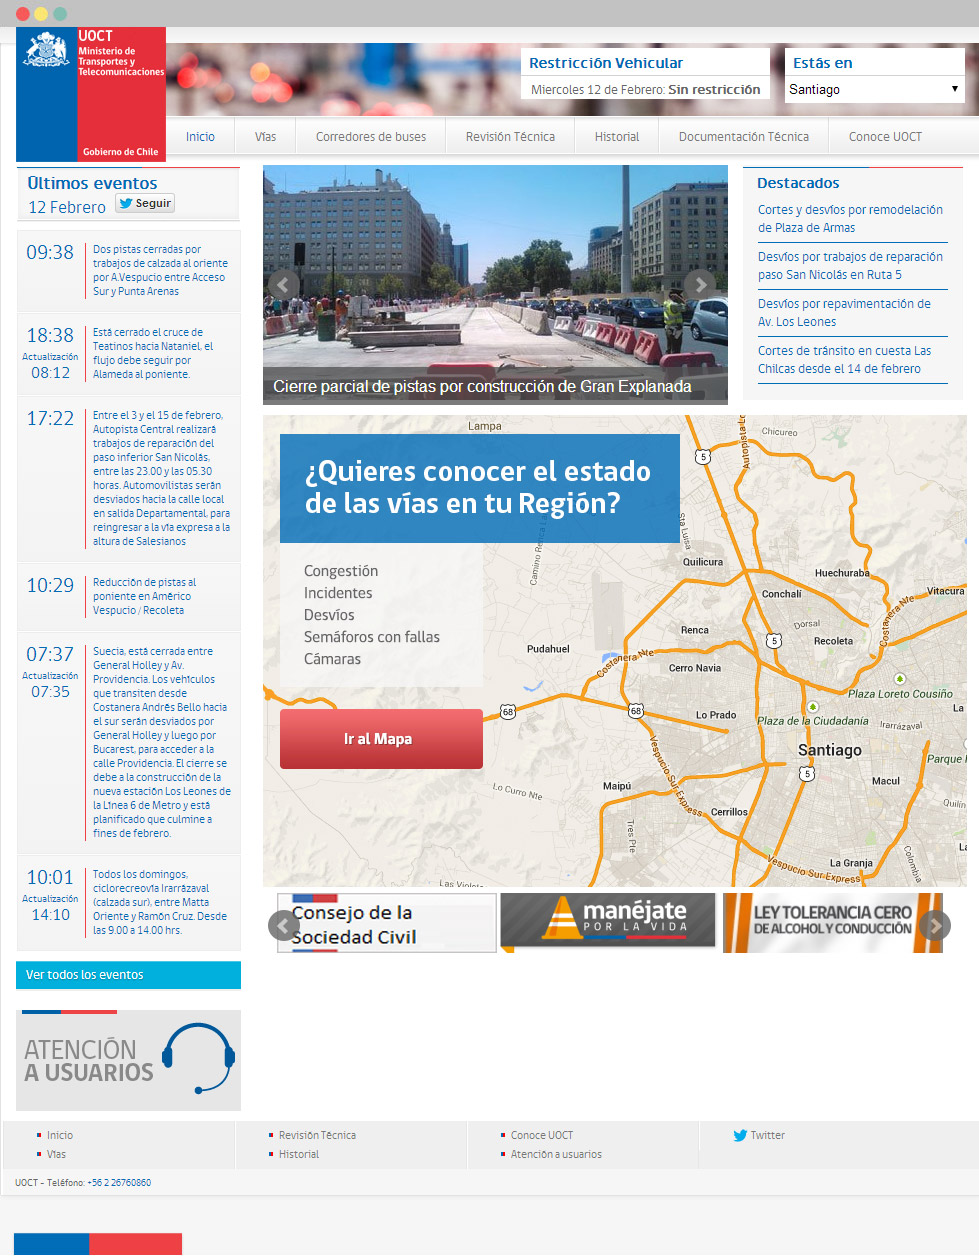 UOCT
Ministerio de
Transportes y
Telecomunicaciones
Gobierno de Chile
Restricción Vehicular
Miercoles 12 de Febrero: Sin restricción
Estás en
Santiago
Inicio
Vías
Corredores de buses
Revisión Técnica
Historial
Documentación Técnica
Conoce UOCT
Últimos eventos
12 Febrero
Seguir
09:38
Dos pistas cerradas por
trabajos de calzada al oriente
por A.Vespucio entre Acceso
Sur y Punta Arenas
18:38
Actualización
08:12
Está cerrado el cruce de
Teatinos hacia Nataniel, el
flujo debe seguir por
Alameda al poniente.
17:22
Entre el 3 y el 15 de febrero,
Autopista Central realizará
trabajos de reparación del
paso inferior San Nicolás,
entre las 23.00 y las 05.30
horas. Automovilistas serán
desviados hacia la calle local
en salida Departamental, para
reingresar a la vía expresa a la
altura de Salesianos
10:29
Reducción de pistas al
poniente en Américo
Vespucio / Recoleta
07:37
Actualización
07:35
Suecia, está cerrada entre
General Holley y Av.
Providencia. Los vehículos
que transiten desde
Costanera Andrés Bello hacia
el sur serán desviados por
General Holley y luego por
Bucarest, para acceder a la
calle Providencia. El cierre se
debe a la construcción de la
nueva estación Los Leones de
la Línea 6 de Metro y está
planificado que culmine a
fines de febrero.
10:01
Actualización
14:10
Todos los domingos,
ciclorecreovía Irarrázaval
(calzada sur), entre Matta
Oriente y Ramón Cruz. Desde
las 9.00 a 14.00 hrs.
Ver todos los eventos
ATENCIÓN
A USUARIOS
Cierre parcial de pistas por construcción de Gran Explanada
Destacados
Cortes y desvíos por remodelación
de Plaza de Armas
Desvíos por trabajos de reparación
paso San Nicolás en Ruta 5
Desvíos por repavimentación de
Av. Los Leones
Cortes de tránsito en cuesta Las
Chilcas desde el 14 de febrero
¿Quieres conocer el estado
de las vías en tu Región?
Congestión
Incidentes
Desvíos
Semáforos con fallas
Cámaras
Ir al Mapa
Lampa
Chicureo
5
Quilicura
Huechuraba
Conchalí
Vitacura
Costanera Nte
Dorsal
Renca
Recoleta
5
Pudahuel
Costanera Nte
Cerro Navia
Plaza Loreto Cousiño
La
68
68
Lo Prado
Plaza de la Ciudadanía
Irarrázaval
Santiago
Parque
Vespucio Sur Express
5
Macul
Maipú
Lo Curro Nte
Cerrillos
Ñublin
Tres Pte
La
Columbia
La Granja
Vespucio Sur Express
Consejo de la
Sociedad Civil
manéjate
POR LA VIDA
LEY TOLERANCIA CERO
DE ALCOHOL Y CONDUCCIÓN
Inicio
Vías
Revisión Técnica
Historial
Conoce UOCT
Atención a usuarios
Twitter
UOCT - Teléfono: +56 2 26760860